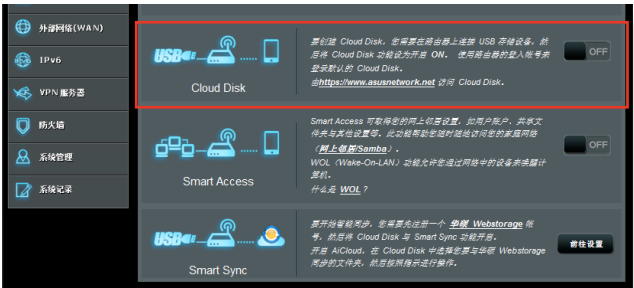 外部网络(WAN)
IPv6
VPN 服务器
防火墙
系统管理
系统记录
USB
Cloud Disk
要创建 Cloud Disk，您需要在路由器上连接 USB 存储设备，然
后将 Cloud Disk 功能设为开启 ON。 使用路由器的登入帐号来
登录默认的 Cloud Disk。
由https://www.asusnetwork.net 访问 Cloud Disk。
OFF
Smart Access
Smart Access 可取得您的网上邻居设置，如用户账户、共享文
件夹与其他设置等。此功能帮助您随时随地访问您的家庭网络
（网上邻居/Samba）。
WOL（Wake-On-LAN）功能允许您通过网络中的设备来唤醒计
算机。
什么是 WOL？
OFF
USB
Smart Sync
要开始智能同步，您需要先注册一个 华硕 Webstorage 帐
号，然后将 Cloud Disk 与 Smart Sync 功能开启。
开启 AiCloud，在 Cloud Disk 中选择您要与华硕 Webstorage
同步的文件夹，然后按照指示进行操作。
前往设置